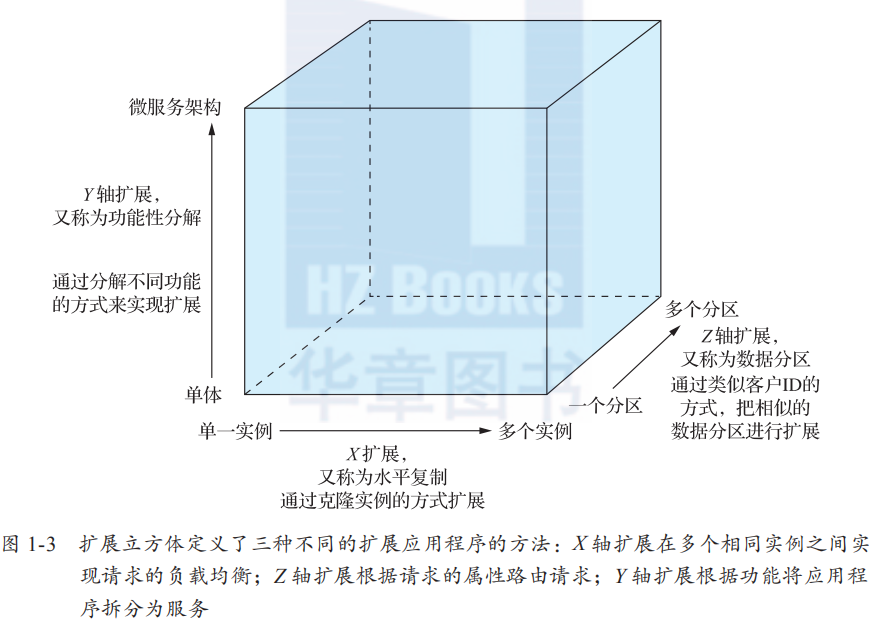 微服务架构
Y轴扩展,
又称为功能性分解
通过分解不同功能
的方式来实现扩展
单体
HZ BOOKS
华章图书
单一实例
多个实例
X扩展,
又称为水平复制
通过克隆实例的方式扩展
一个分区
多个分区
Z轴扩展,
又称为数据分区
通过类似客户ID的
方式，把相似的
数据分区进行扩展
图 1-3 扩展立方体定义了三种不同的扩展应用程序的方法：X轴扩展在多个相同实例之间实
现请求的负载均衡；Z轴扩展根据请求的属性路由请求；Y轴扩展根据功能将应用程
序拆分为服务